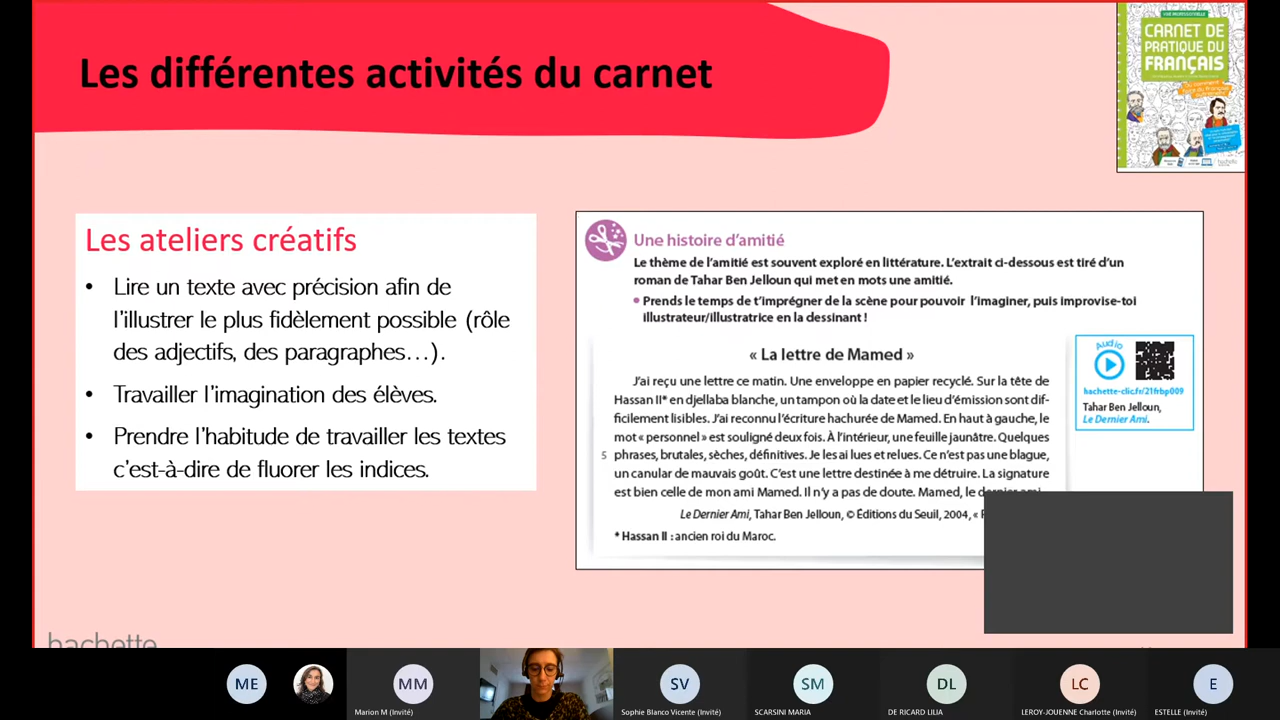 Les différentes activités du carnet
VOIE PROFESSIONNELLE
CARNET DE
PRATIQUE DU
FRANÇAIS
Les ateliers créatifs
• Lire un texte avec précision afin de
l'illustrer le plus fidèlement possible (rôle
des adjectifs, des paragraphes…).
• Travailler l'imagination des élèves.
• Prendre l'habitude de travailler les textes
c'est-à-dire de fluorer les indices.
Une histoire d'amitié
Le thème de l'amitié est souvent exploré en littérature. L'extrait ci-dessous est tiré d'un
roman de Tahar Ben Jelloun qui met en mots une amitié.
• Prends le temps de t'imprégner de la scène pour pouvoir l'imaginer, puis improvise-toi
illustrateur/illustratrice en la dessinant !
« La lettre de Mamed »
J'ai reçu une lettre ce matin. Une enveloppe en papier recyclé. Sur la tête de
Hassan II* en djellaba blanche, un tampon où la date et le lieu d'émission sont dif-
ficilement lisibles. J'ai reconnu l'écriture hachurée de Mamed. En haut à gauche, le
mot « personnel » est souligné deux fois. À l'intérieur, une feuille jaunâtre. Quelques
5 phrases, brutales, sèches, définitives. Je les ai lues et relues. Ce n'est pas une blague,
un canular de mauvais goût. C'est une lettre destinée à me détruire. La signature
est bien celle de mon ami Mamed. Il n'y a pas de doute. Mamed, le dernier ami.
Le Dernier Ami, Tahar Ben Jelloun, © Éditions du Seuil, 2004, «
* Hassan II : ancien roi du Maroc.
Audio
hachette-clic.fr/21frbp009
Tahar Ben Jelloun,
Le Dernier Ami.
hachette
ME
MM
SV
SM
DL
LC
E
Marion M (Invité)
Sophie Blanco Vicente (Invité)
SCARSINI MARIA
DE RICARD LILIA
LEROY-JOUENNE Charlotte (Invité)
ESTELLE (Invité)